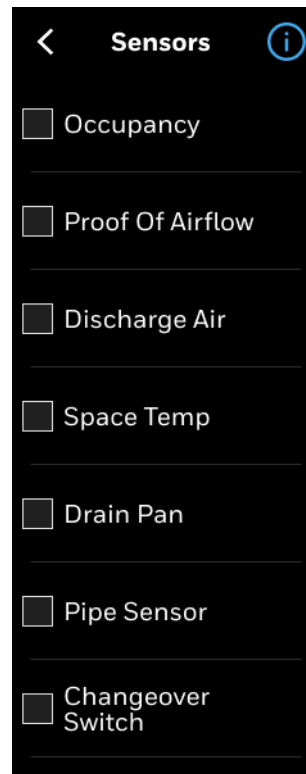 Sensors
Occupancy
Proof Of Airflow
Discharge Air
Space Temp
Drain Pan
Pipe Sensor
Changeover
Switch